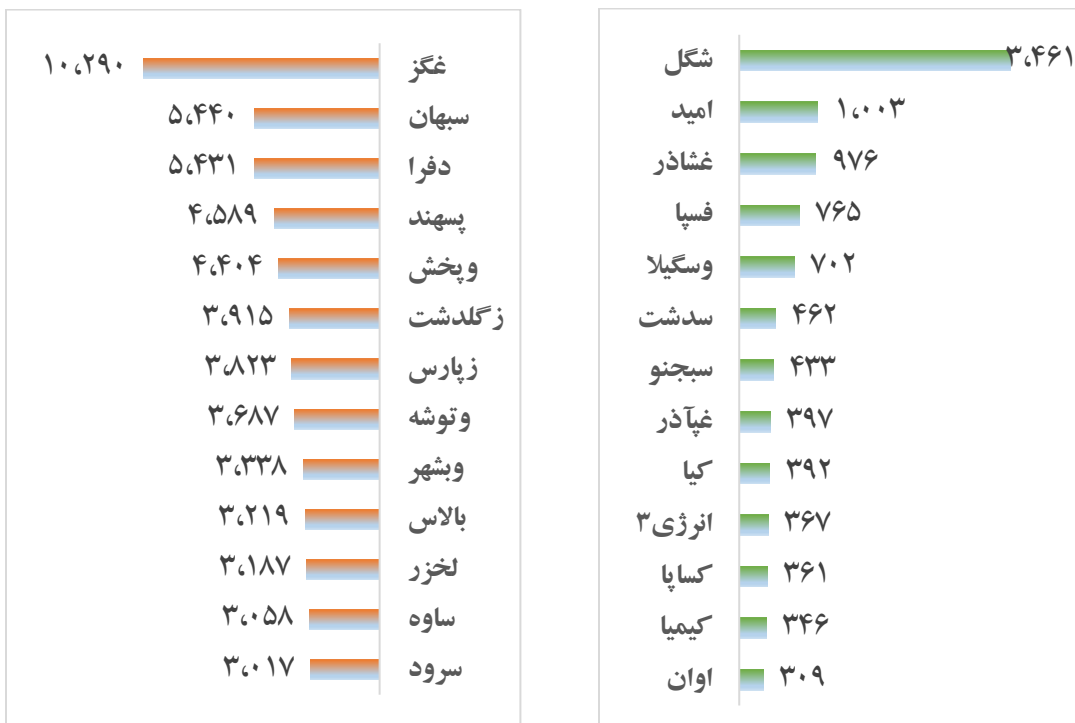 شگل ۳،۴۶۱
امید ۱،۰۰۳
غشاذر ۹۷۶
فسپا ۷۶۵
وسگیلا ۷۰۲
سدشت ۴۶۲
سبجنو ۴۳۳
غپآذر ۳۹۷
کیا ۳۹۲
انرژی۳ ۳۶۷
کساپا ۳۶۱
کیمیا ۳۴۶
اوان ۳۰۹
غگز ۱۰،۲۹۰
سبهان ۵،۴۴۰
دفرا ۵،۴۳۱
پسهند ۴،۵۸۹
وپخش ۴،۴۰۴
زگلدشت ۳،۹۱۵
زپارس ۳،۸۲۳
وتوشه ۳،۶۸۷
وبشهر ۳،۳۳۸
بالاس ۳،۲۱۹
لخزر ۳،۱۸۷
ساوه ۳،۰۵۸
سرود ۳،۰۱۷